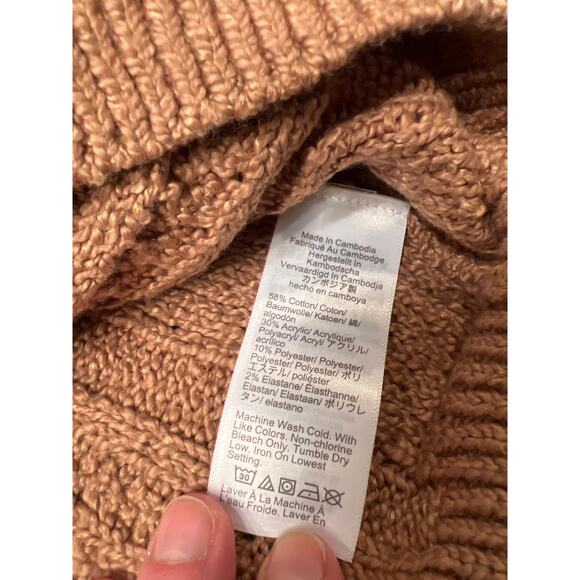 Made In Cambodia
Fabriqué Au Cambodge
Hergestellt In
Kambodscha
Vervaardigd In Cambodja
カンボジア製
hecho en camboya
58% Cotton/ Coton/
Baumwolle/ Katoen/ 綿/
algodón
30% Acrylic/ Acrylique/
Polyacryl/ Acryl/ アクリル/
acrílico
10% Polyester/ Polyester/
Polyester/ Polyester/ ポリ
エステル/ poliéster
2% Elastane/ Élasthanne/
Elastan/ Elastaan/ ポリウレ
タン/ elastano
Machine Wash Cold. With
Like Colors. Non-chlorine
Bleach Only. Tumble Dry
Low. Iron On Lowest
Setting.
30
Laver À La Machine À
L'eau Froide. Laver En